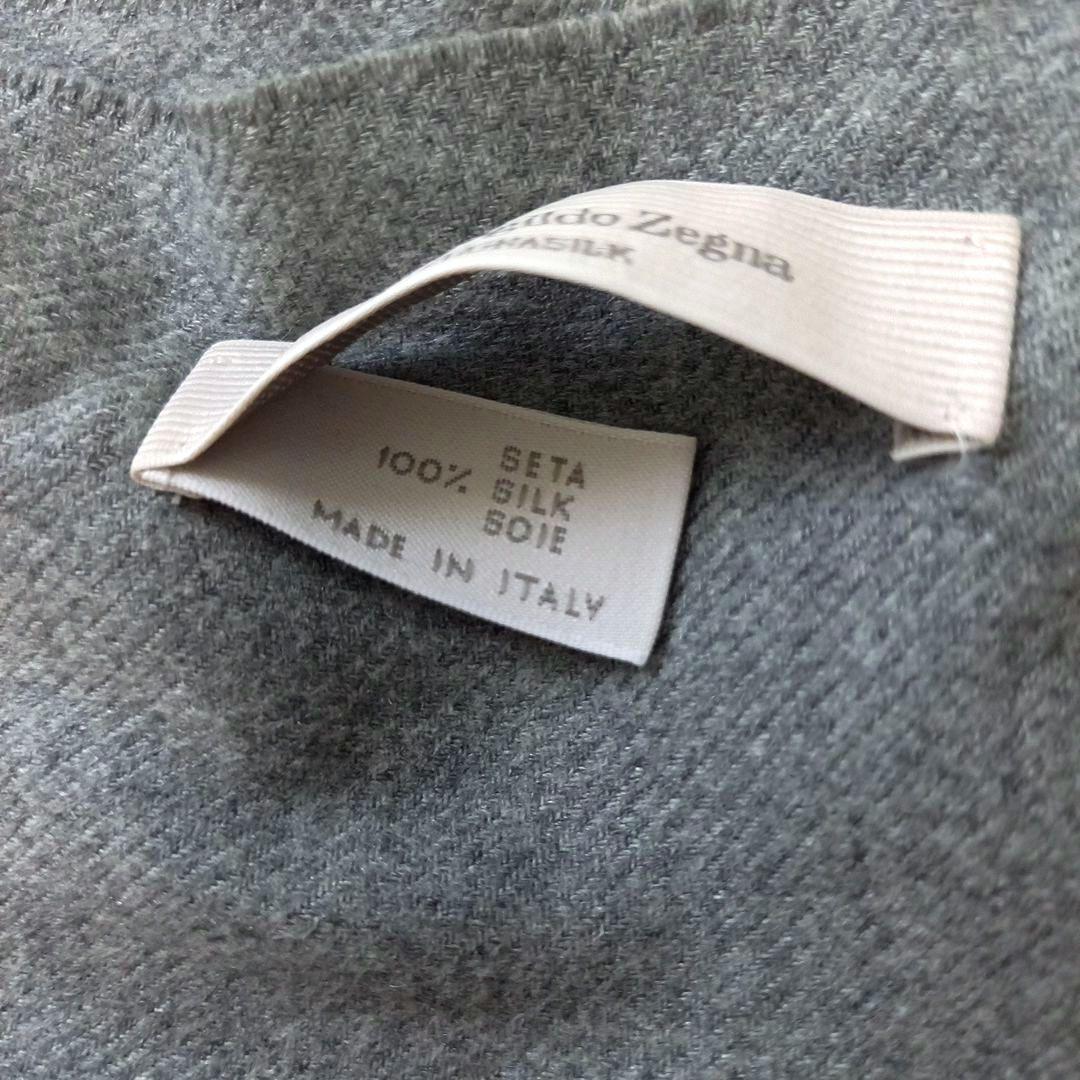 Zegna
100% SETA
SILK
SOIE
MADE IN ITALY